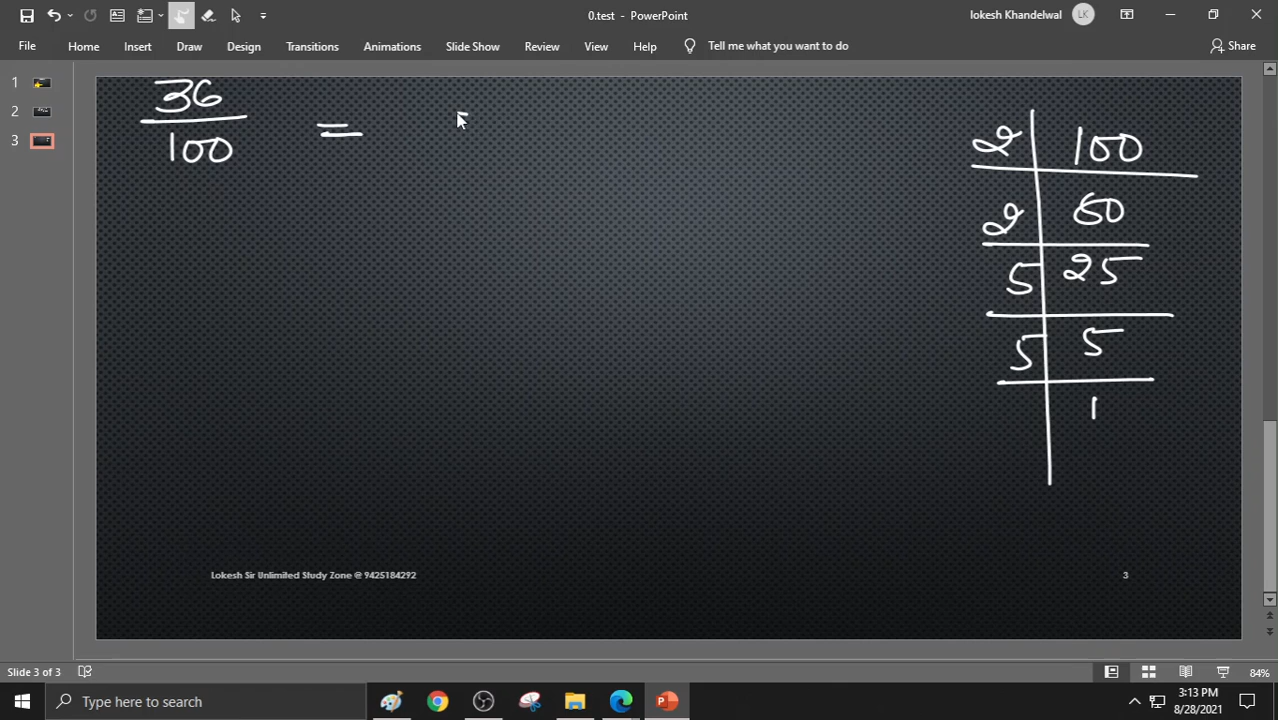 0.test - PowerPoint
lokesh Khandelwal
LK
File Home Insert Draw Design Transitions Animations Slide Show Review View Help Tell me what you want to do Share
1
2
3
36
100
=
2 100
2 50
5 25
5 5
1
Lokesh Sir Unlimited Study Zone @ 9425184292
3
Slide 3 of 3
84%
Type here to search
3:13 PM
8/28/2021